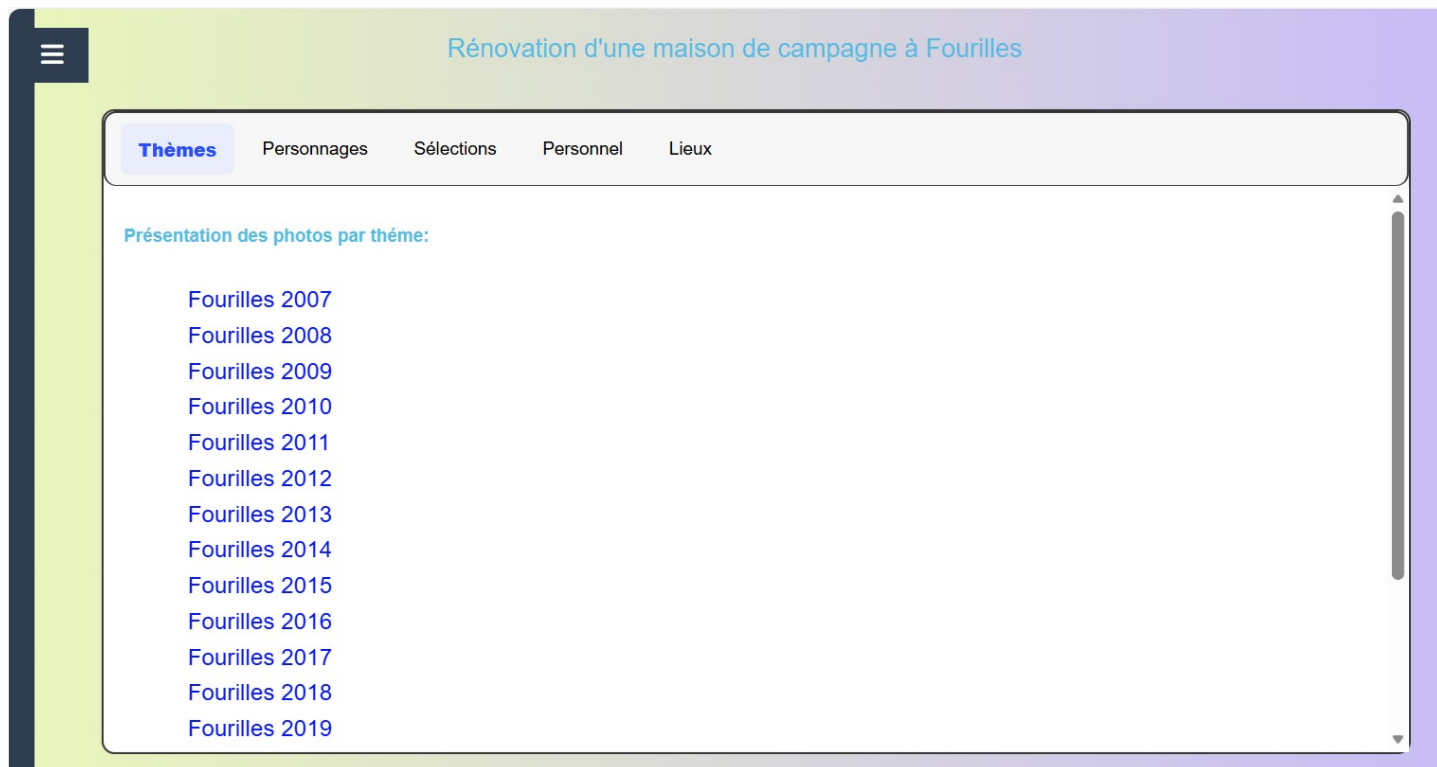 Rénovation d'une maison de campagne à Fourilles
Thèmes Personnages Sélections Personnel Lieux
Présentation des photos par théme:
Fourilles 2007
Fourilles 2008
Fourilles 2009
Fourilles 2010
Fourilles 2011
Fourilles 2012
Fourilles 2013
Fourilles 2014
Fourilles 2015
Fourilles 2016
Fourilles 2017
Fourilles 2018
Fourilles 2019